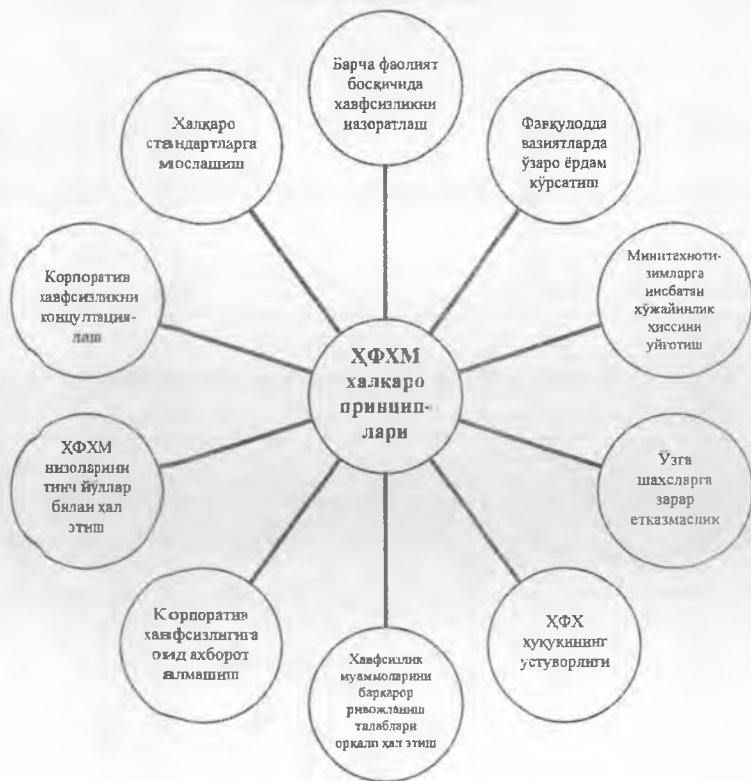 Барча фаолият
босқичида
хавфсизликни
назоратлаш
Фавқулодда
вазиятларда
ўзаро ёрдам
кўрсатиш
Минитехноти-
зимларга
нисбатан
хўжайинлик
ҳиссини
уйғотиш
Ўзга
шахсларга
зарар
етказмаслик
ҲФХ
ҳуқуқининг
устуворлиги
Хавфсизлик
муаммоларини
барқарор
ривожланиш
талаблари
орқали ҳал этиш
Корпоратив
хавфсизлигига
оид ахборот
алмашиш
ҲФХМ
низоларини
тинч йўллар
билан ҳал
этиш
Корпоратив
хавфсизликни
концултация-
лаш
Халқаро
стандартларга
мослашиш
ҲФХМ
халқаро
принцип-
лари